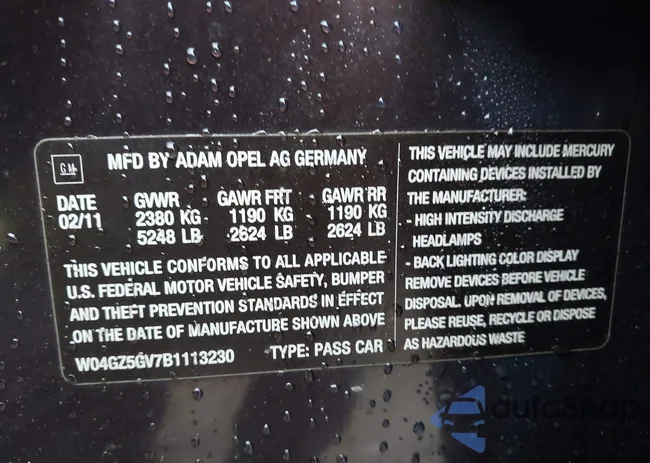 GM
MFD BY ADAM OPEL AG GERMANY
DATE GVWR GAWR FRT GAWR RR
02/11 2380 KG 1190 KG 1190 KG
5248 LB 2624 LB 2624 LB
THIS VEHICLE CONFORMS TO ALL APPLICABLE
U.S. FEDERAL MOTOR VEHICLE SAFETY, BUMPER
AND THEFT PREVENTION STANDARDS IN EFFECT
ON THE DATE OF MANUFACTURE SHOWN ABOVE
W04GZ5GV7B1113230 TYPE: PASS CAR
THIS VEHICLE MAY INCLUDE MERCURY
CONTAINING DEVICES INSTALLED BY
THE MANUFACTURER:
- HIGH INTENSITY DISCHARGE
HEADLAMPS
- BACK LIGHTING COLOR DISPLAY
REMOVE DEVICES BEFORE VEHICLE
DISPOSAL. UPON REMOVAL OF DEVICES,
PLEASE REUSE, RECYCLE OR DISPOSE
AS HAZARDOUS WASTE
autoSnap